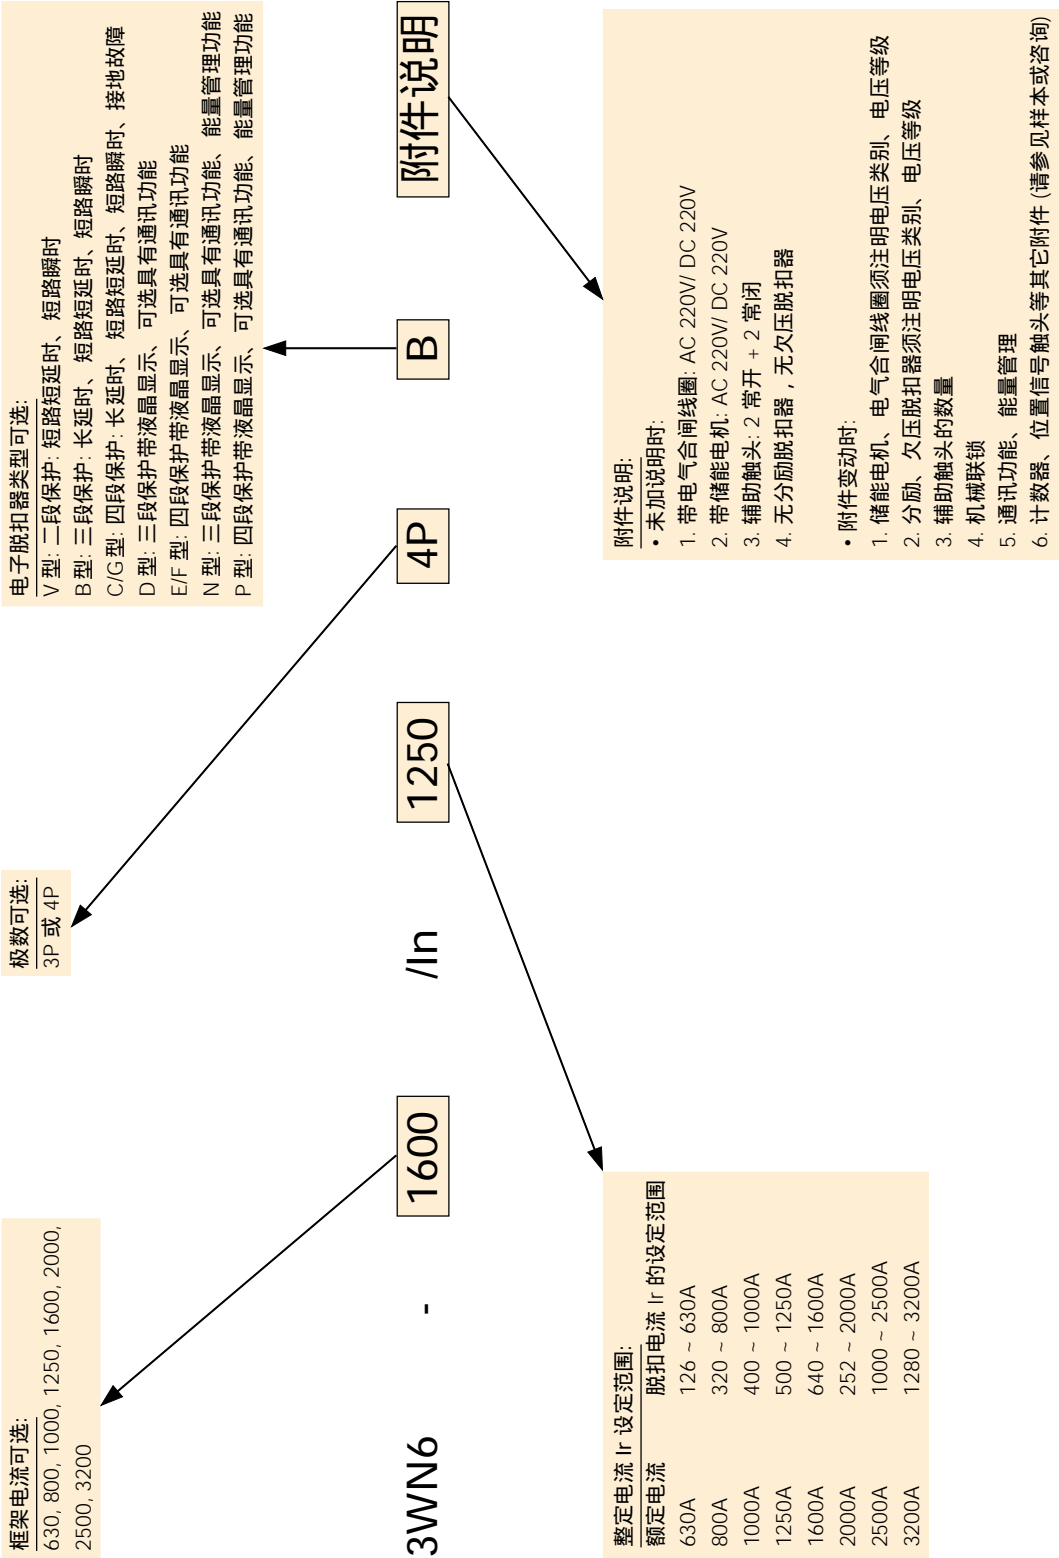 框架电流可选:
630, 800, 1000, 1250, 1600, 2000,
2500, 3200
极数可选:
3P 或 4P
电子脱扣器类型可选:
V 型: 二段保护: 短路短延时、短路瞬时
B 型: 三段保护: 长延时、短路短延时、短路瞬时
C/G 型: 四段保护: 长延时、短路短延时、短路瞬时、接地故障
D 型: 三段保护带液晶显示、可选具有通讯功能
E/F 型: 四段保护带液晶显示、可选具有通讯功能
N 型: 三段保护带液晶显示、可选具有通讯功能、能量管理功能
P 型: 四段保护带液晶显示、可选具有通讯功能、能量管理功能
3WN6 - 1600 /In 1250 4P B 附件说明
整定电流 Ir 设定范围:
额定电流 脱扣电流 Ir 的设定范围
630A 126 ~ 630A
800A 320 ~ 800A
1000A 400 ~ 1000A
1250A 500 ~ 1250A
1600A 640 ~ 1600A
2000A 252 ~ 2000A
2500A 1000 ~ 2500A
3200A 1280 ~ 3200A
附件说明:
• 未加说明时:
1. 带电气合闸线圈: AC 220V/ DC 220V
2. 带储能电机: AC 220V/ DC 220V
3. 辅助触头: 2 常开 + 2 常闭
4. 无分励脱扣器，无欠压脱扣器
• 附件变动时:
1. 储能电机、电气合闸线圈须注明电压类别、电压等级
2. 分励、欠压脱扣器须注明电压类别、电压等级
3. 辅助触头的数量
4. 机械联锁
5. 通讯功能、能量管理
6. 计数器、位置信号触头等其它附件 (请参见样本或咨询)